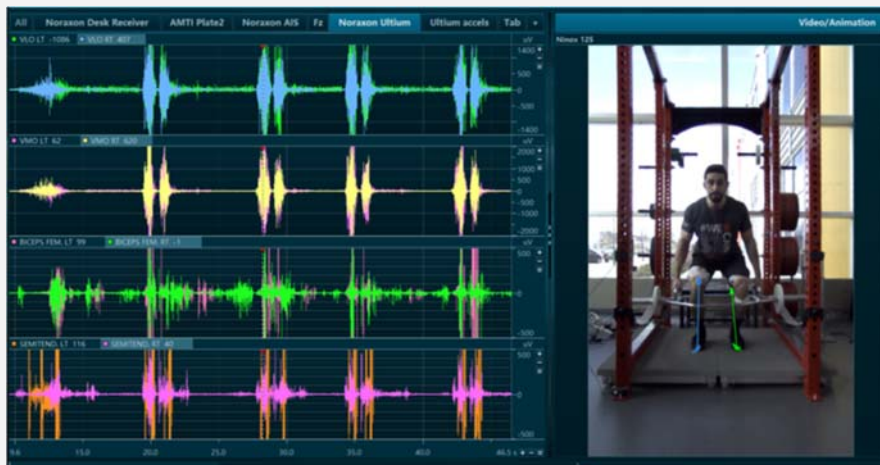 All Noraxon Desk Receiver AMTI Plate2 Noraxon AIS Fz Noraxon Ultium Ultium accels Tab +
Video/Animation
VLO LT -1086 VLO RT 407 uV
Ninox 125
1400
500
0
-500
-1400
VMO LT 62 VMO RT 620 uV
2000
1000
500
0
-500
-1000
-2000
BICEPS FEM. LT 99 BICEPS FEM. RT -1 uV
500
0
-500
SEMITEND. LT 116 SEMITEND. RT 40 uV
500
0
-500
9.6 15.0 20.0 25.0 30.0 35.0 40.0 46.5 s